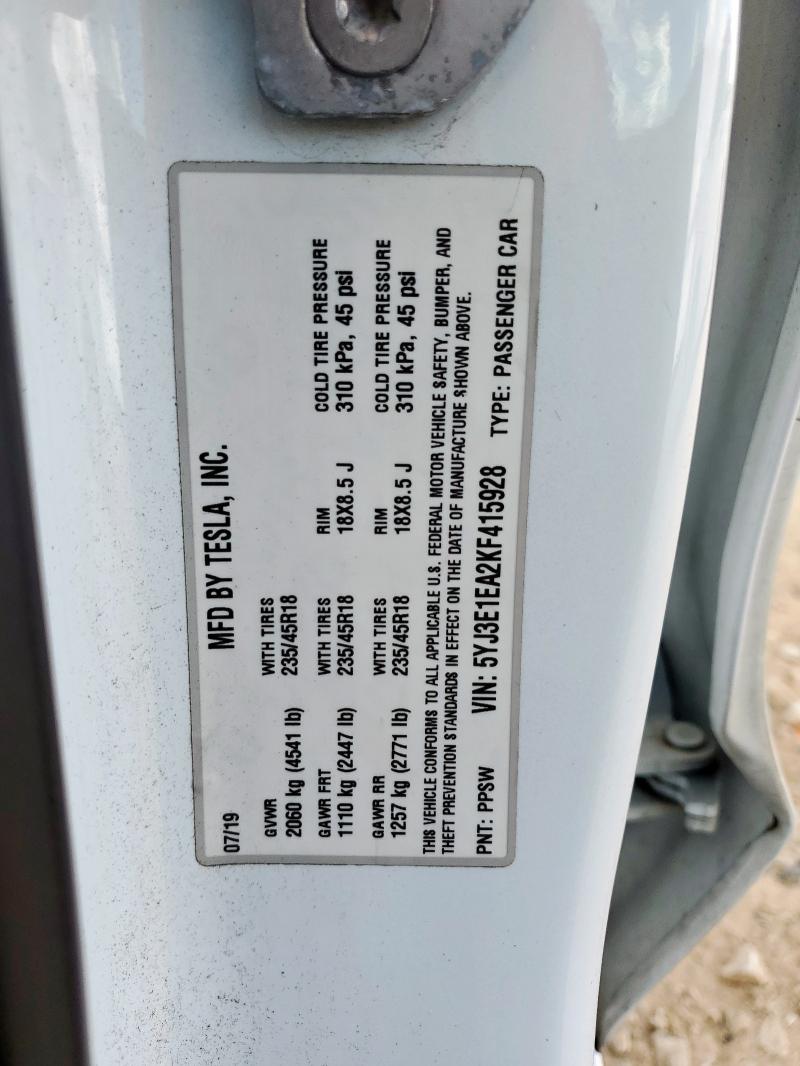 07/19 MFD BY TESLA, INC.
GVWR WITH TIRES
2060 kg (4541 lb) 235/45R18
GAWR FRT WITH TIRES RIM COLD TIRE PRESSURE
1110 kg (2447 lb) 235/45R18 18X8.5 J 310 kPa, 45 psi
GAWR RR WITH TIRES RIM COLD TIRE PRESSURE
1257 kg (2771 lb) 235/45R18 18X8.5 J 310 kPa, 45 psi
THIS VEHICLE CONFORMS TO ALL APPLICABLE U.S. FEDERAL MOTOR VEHICLE SAFETY, BUMPER, AND
THEFT PREVENTION STANDARDS IN EFFECT ON THE DATE OF MANUFACTURE SHOWN ABOVE.
PNT: PPSW VIN: 5YJ3E1EA2KF415928 TYPE: PASSENGER CAR